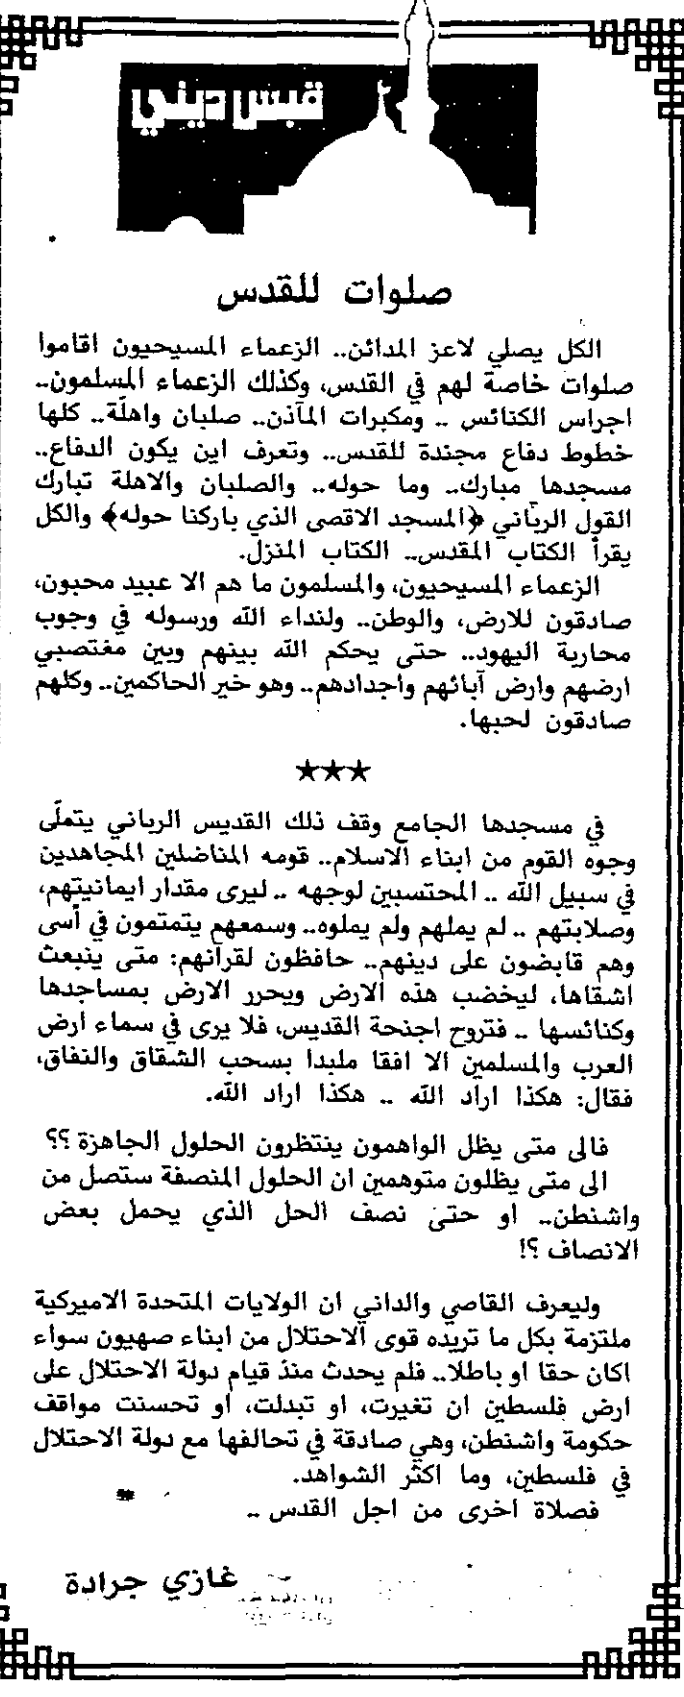 قبس ديني
صلوات للقدس
الكل يصلي لاعز المدائن.. الزعماء المسيحيون اقاموا
صلوات خاصة لهم في القدس، وكذلك الزعماء المسلمون..
اجراس الكنائس .. ومكبرات المآذن.. صلبان واهلّة.. كلها
خطوط دفاع مجندة للقدس.. وتعرف اين يكون الدفاع..
مسجدها مبارك.. وما حوله.. والصلبان والاهلة تبارك
القول الربّاني ﴿المسجد الاقصى الذي باركنا حوله﴾ والكل
يقرأ الكتاب المقدس.. الكتاب المنزل.
الزعماء المسيحيون، والمسلمون ما هم الا عبيد محبون،
صادقون للارض، والوطن.. ولنداء الله ورسوله في وجوب
محاربة اليهود.. حتى يحكم الله بينهم وبين مغتصبي
ارضهم وارض آبائهم واجدادهم.. وهو خير الحاكمين.. وكلهم
صادقون لحبها.
★★★
في مسجدها الجامع وقف ذلك القديس الرباني يتملّى
وجوه القوم من ابناء الاسلام.. قومه المناضلين المجاهدين
في سبيل الله .. المحتسبين لوجهه .. ليرى مقدار ايمانيتهم،
وصلابتهم .. لم يملهم ولم يملوه.. وسمعهم يتمتمون في أسى
وهم قابضون على دينهم.. حافظون لقرآنهم: متى ينبعث
اشقاها، ليخضب هذه الارض ويحرر الارض بمساجدها
وكنائسها .. فتروح اجنحة القديس، فلا يرى في سماء ارض
العرب والمسلمين الا افقا ملبدا بسحب الشقاق والنفاق،
فقال: هكذا اراد الله .. هكذا اراد الله.
فالى متى يظل الواهمون ينتظرون الحلول الجاهزة ؟؟
الى متى يظلون متوهمين ان الحلول المنصفة ستصل من
واشنطن.. او حتى نصف الحل الذي يحمل بعض
الانصاف ؟!
وليعرف القاصي والداني ان الولايات المتحدة الاميركية
ملتزمة بكل ما تريده قوى الاحتلال من ابناء صهيون سواء
اكان حقا او باطلا.. فلم يحدث منذ قيام دولة الاحتلال على
ارض فلسطين ان تغيرت، او تبدلت، او تحسنت مواقف
حكومة واشنطن، وهي صادقة في تحالفها مع دولة الاحتلال
في فلسطين، وما اكثر الشواهد.
فصلاة اخرى من اجل القدس ..
غازي جرادة